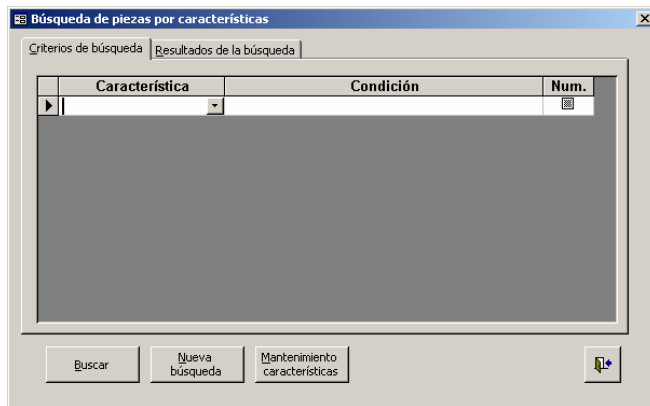 Búsqueda de piezas por características
Criterios de búsqueda Resultados de la búsqueda
Característica Condición Num.
Buscar
Nueva
búsqueda
Mantenimiento
características